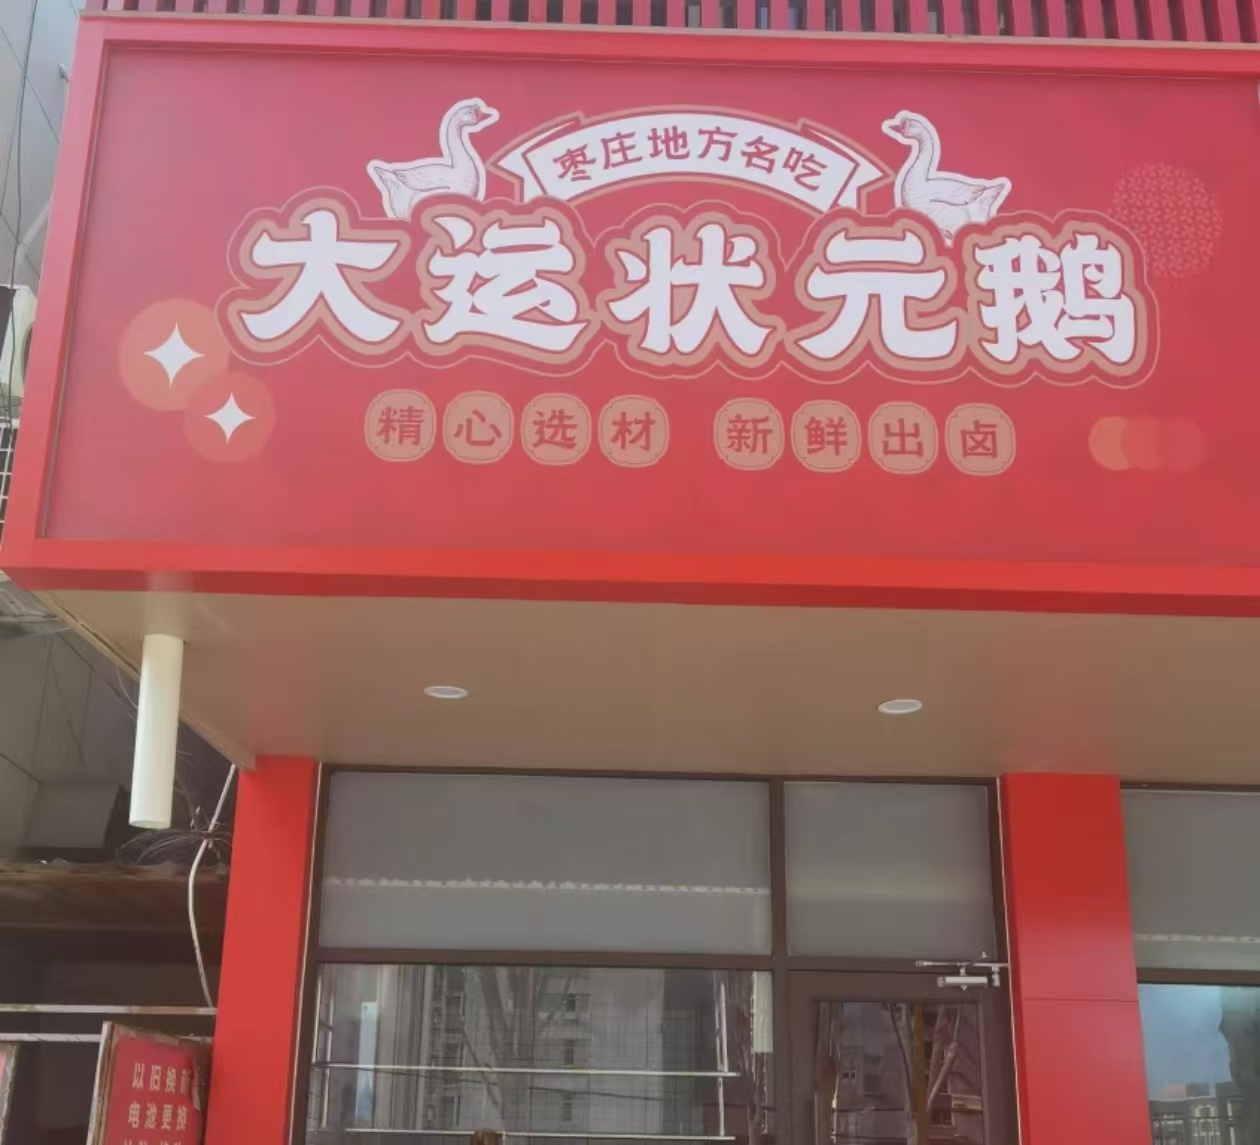 枣庄地方名吃
大运状元鹅
精心选材 新鲜出卤
以旧换新
电池更换